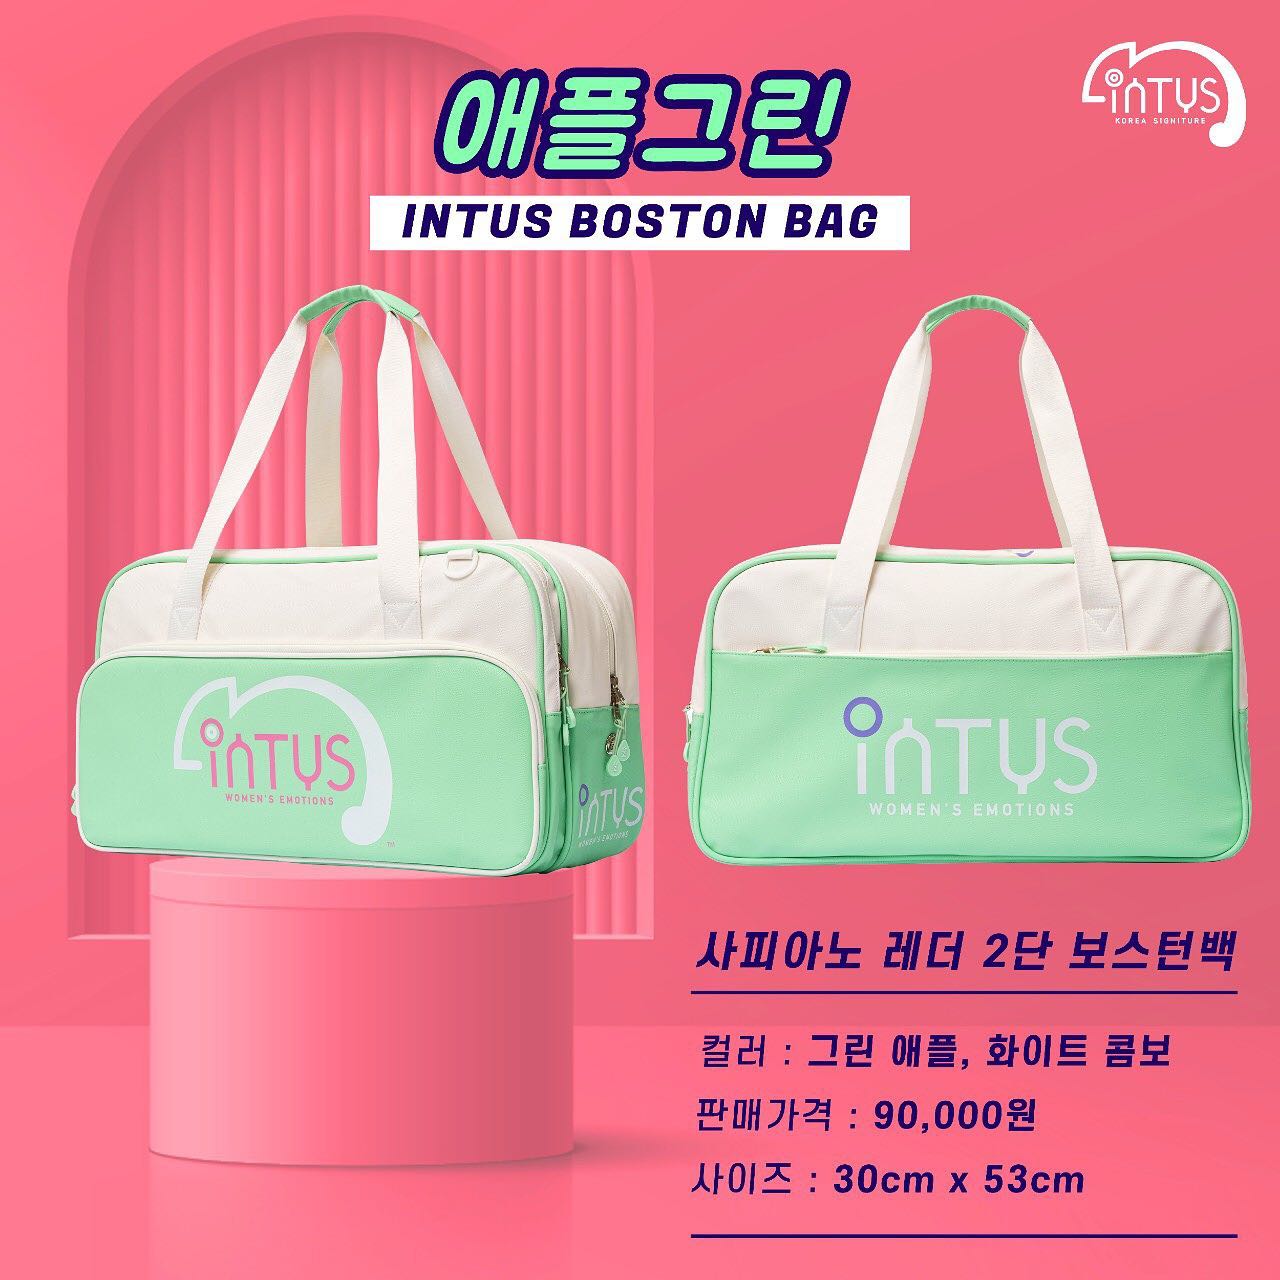 애플그린
INTUS BOSTON BAG
INTUS
KOREA SIGNITURE
INTUS
WOMEN'S EMOTIONS
TM
INTUS
WOMEN'S EMOTIONS
INTUS
WOMEN'S EMOTIONS
사피아노 레더 2단 보스턴백
컬러 : 그린 애플, 화이트 콤보
판매가격 : 90,000원
사이즈 : 30cm x 53cm